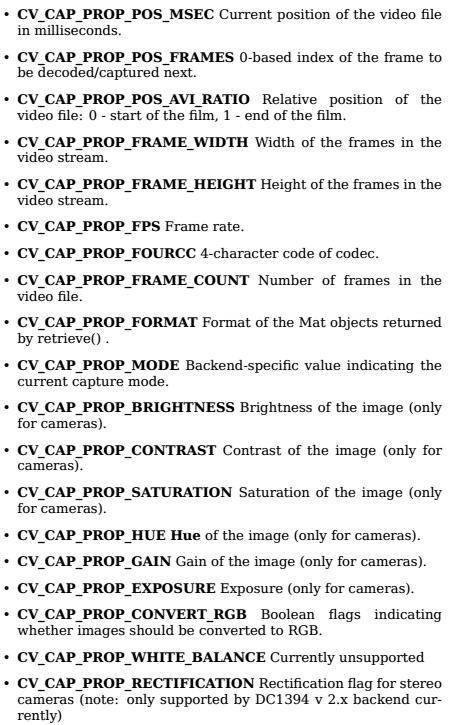 • CV_CAP_PROP_POS_MSEC Current position of the video file
in milliseconds.
• CV_CAP_PROP_POS_FRAMES 0-based index of the frame to
be decoded/captured next.
• CV_CAP_PROP_POS_AVI_RATIO Relative position of the
video file: 0 - start of the film, 1 - end of the film.
• CV_CAP_PROP_FRAME_WIDTH Width of the frames in the
video stream.
• CV_CAP_PROP_FRAME_HEIGHT Height of the frames in the
video stream.
• CV_CAP_PROP_FPS Frame rate.
• CV_CAP_PROP_FOURCC 4-character code of codec.
• CV_CAP_PROP_FRAME_COUNT Number of frames in the
video file.
• CV_CAP_PROP_FORMAT Format of the Mat objects returned
by retrieve() .
• CV_CAP_PROP_MODE Backend-specific value indicating the
current capture mode.
• CV_CAP_PROP_BRIGHTNESS Brightness of the image (only
for cameras).
• CV_CAP_PROP_CONTRAST Contrast of the image (only for
cameras).
• CV_CAP_PROP_SATURATION Saturation of the image (only
for cameras).
• CV_CAP_PROP_HUE Hue of the image (only for cameras).
• CV_CAP_PROP_GAIN Gain of the image (only for cameras).
• CV_CAP_PROP_EXPOSURE Exposure (only for cameras).
• CV_CAP_PROP_CONVERT_RGB Boolean flags indicating
whether images should be converted to RGB.
• CV_CAP_PROP_WHITE_BALANCE Currently unsupported
• CV_CAP_PROP_RECTIFICATION Rectification flag for stereo
cameras (note: only supported by DC1394 v 2.x backend cur-
rently)